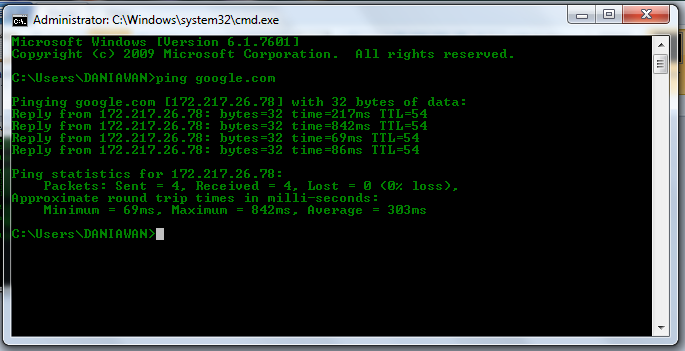 Administrator: C:\Windows\system32\cmd.exe
Microsoft Windows [Version 6.1.7601]
Copyright (c) 2009 Microsoft Corporation.  All rights reserved.
C:\Users\DANIAWAN>ping google.com
Pinging google.com [172.217.26.78] with 32 bytes of data:
Reply from 172.217.26.78: bytes=32 time=217ms TTL=54
Reply from 172.217.26.78: bytes=32 time=842ms TTL=54
Reply from 172.217.26.78: bytes=32 time=69ms TTL=54
Reply from 172.217.26.78: bytes=32 time=86ms TTL=54
Ping statistics for 172.217.26.78:
    Packets: Sent = 4, Received = 4, Lost = 0 (0% loss),
Approximate round trip times in milli-seconds:
    Minimum = 69ms, Maximum = 842ms, Average = 303ms
C:\Users\DANIAWAN>